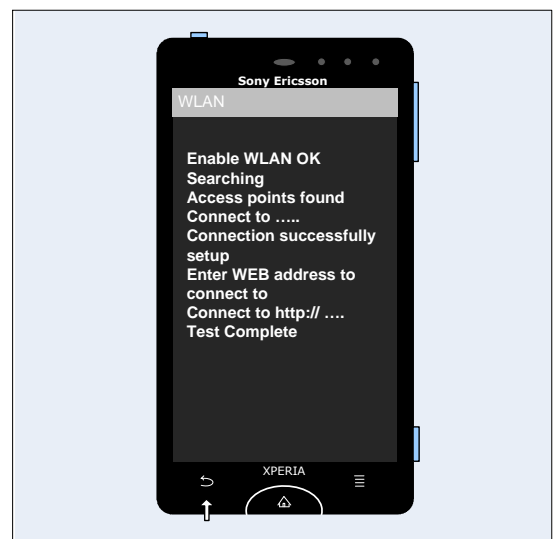 Sony Ericsson
WLAN
Enable WLAN OK
Searching
Access points found
Connect to …..
Connection successfully
setup
Enter WEB address to
connect to
Connect to http:// ….
Test Complete
XPERIA